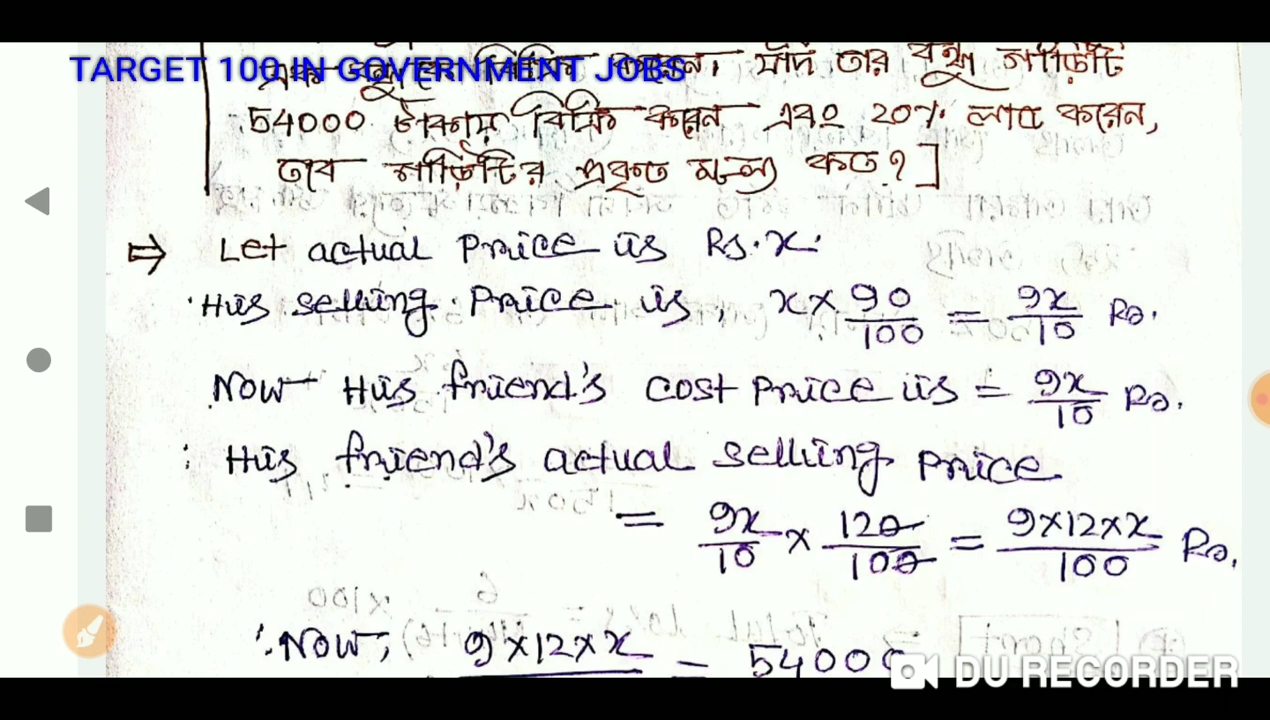 TARGET 100 IN GOVERNMENT JOBS
যদি তার বন্ধু গাড়িটি
54000 টাকায় বিক্রি করেন এবং 20% লাভ করেন,
তবে গাড়িটির প্রকৃত মূল্য কত ? ]
⇒ Let actual price is Rs. x.
His selling price is, x × 90/100 = 9x/10 Rs.
Now His friend's cost price is = 9x/10 Rs.
∴ His friend's actual selling price
= 9x/10 × 120/100 = 9×12×x/100 Rs.
∴ Now, 9×12×x = 54000
DU RECORDER